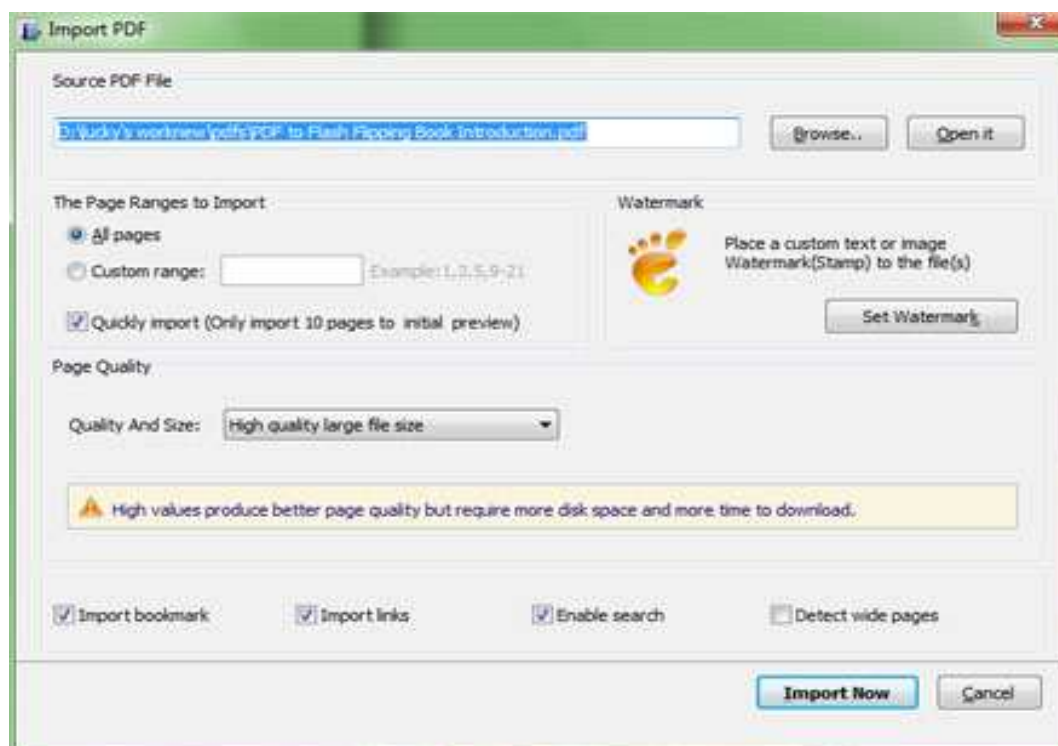 Import PDF
Source PDF File
D:\lucky's worknew\pdfs\PDF to Flash Flipping Book Introduction.pdf
Browse..
Open it
The Page Ranges to Import
All pages
Custom range:
Example:1,2,5,9-21
Quickly import (Only import 10 pages to initial preview)
Watermark
Place a custom text or image
Watermark(Stamp) to the file(s)
Set Watermark
Page Quality
Quality And Size:
High quality large file size
High values produce better page quality but require more disk space and more time to download.
Import bookmark
Import links
Enable search
Detect wide pages
Import Now
Cancel